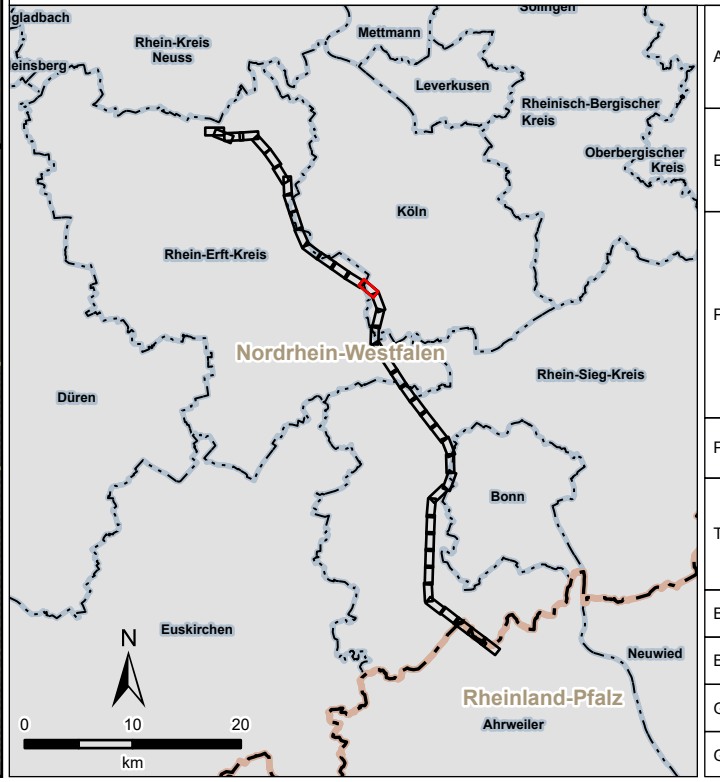 gladbach
Solingen
Mettmann
Rhein-Kreis
Neuss
einsberg
Leverkusen
Rheinisch-Bergischer
Kreis
Oberbergischer
Kreis
Köln
Rhein-Erft-Kreis
Nordrhein-Westfalen
Rhein-Sieg-Kreis
Düren
Bonn
Euskirchen
N
Neuwied
Rheinland-Pfalz
Ahrweiler
0 10 20
km